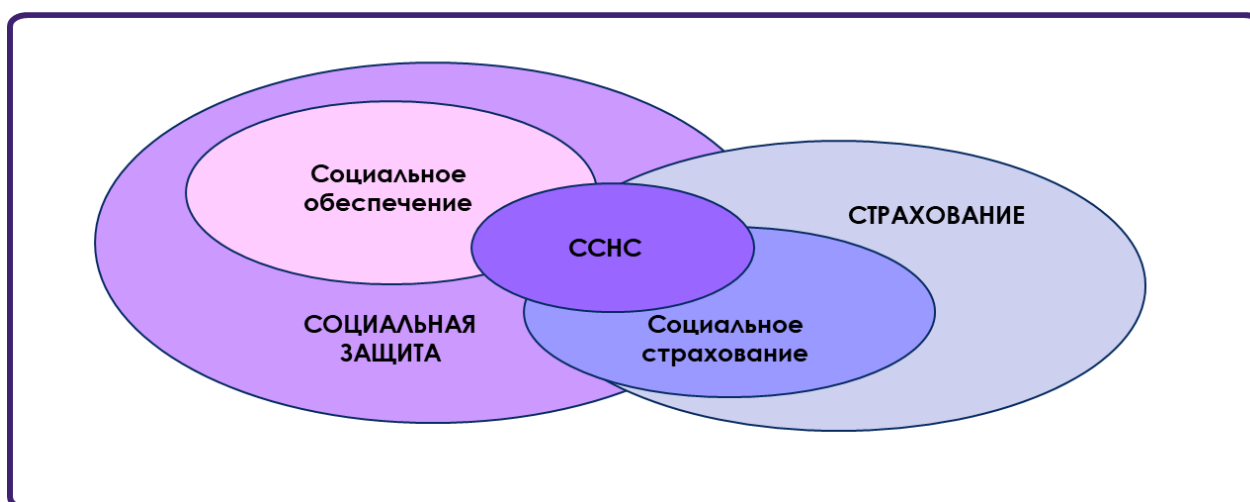 Социальное
обеспечение
СТРАХОВАНИЕ
ССНС
СОЦИАЛЬНАЯ
ЗАЩИТА
Социальное
страхование